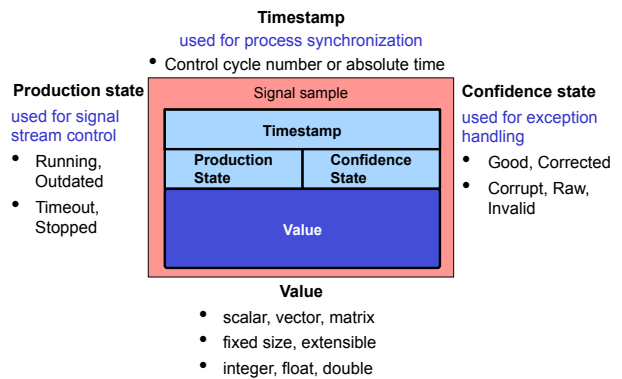 Timestamp
used for process synchronization
• Control cycle number or absolute time
Production state
used for signal
stream control
• Running,
Outdated
• Timeout,
Stopped
Signal sample
Timestamp
Production
State
Confidence
State
Value
Confidence state
used for exception
handling
• Good, Corrected
• Corrupt, Raw,
Invalid
Value
• scalar, vector, matrix
• fixed size, extensible
• integer, float, double